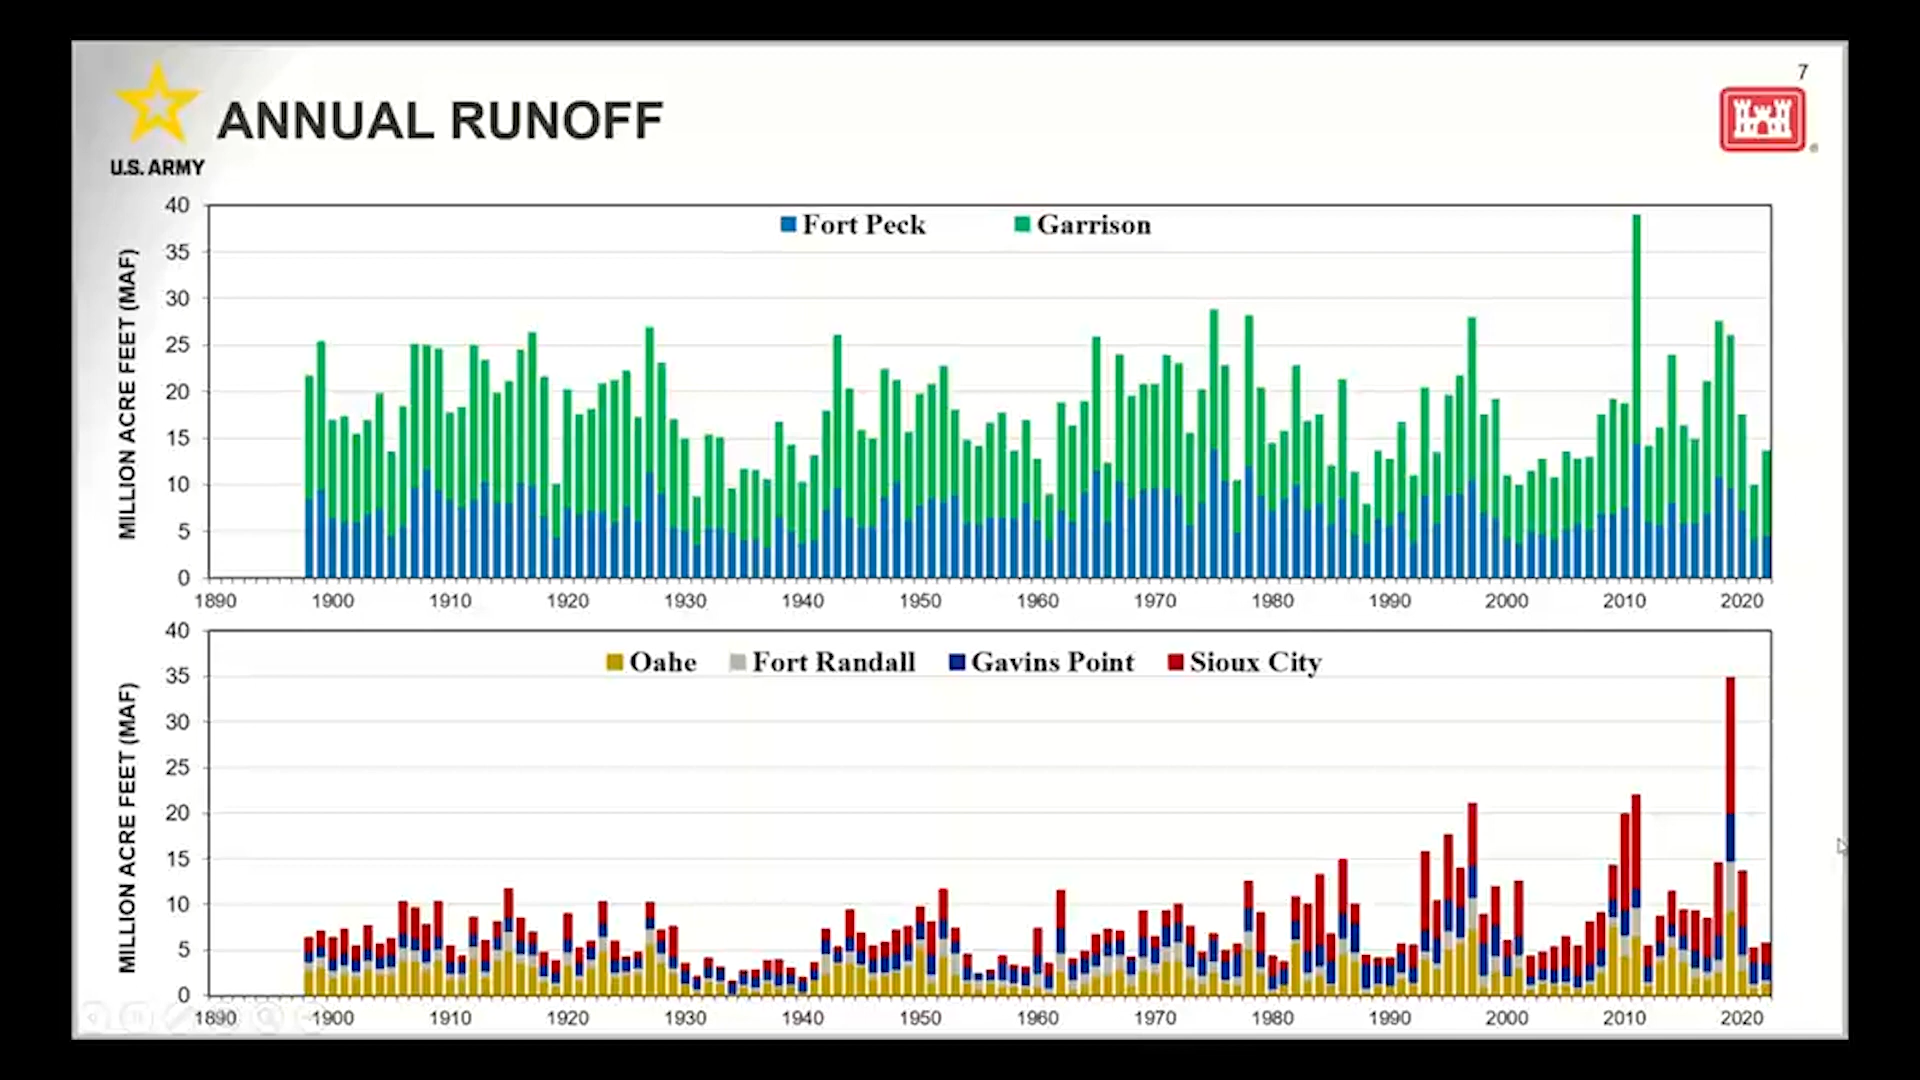 7
ANNUAL RUNOFF
U.S. ARMY
®
MILLION ACRE FEET (MAF)
40
35
30
25
20
15
10
5
0
Fort Peck Garrison
1890 1900 1910 1920 1930 1940 1950 1960 1970 1980 1990 2000 2010 2020
MILLION ACRE FEET (MAF)
40
35
30
25
20
15
10
5
0
Oahe Fort Randall Gavins Point Sioux City
1890 1900 1910 1920 1930 1940 1950 1960 1970 1980 1990 2000 2010 2020